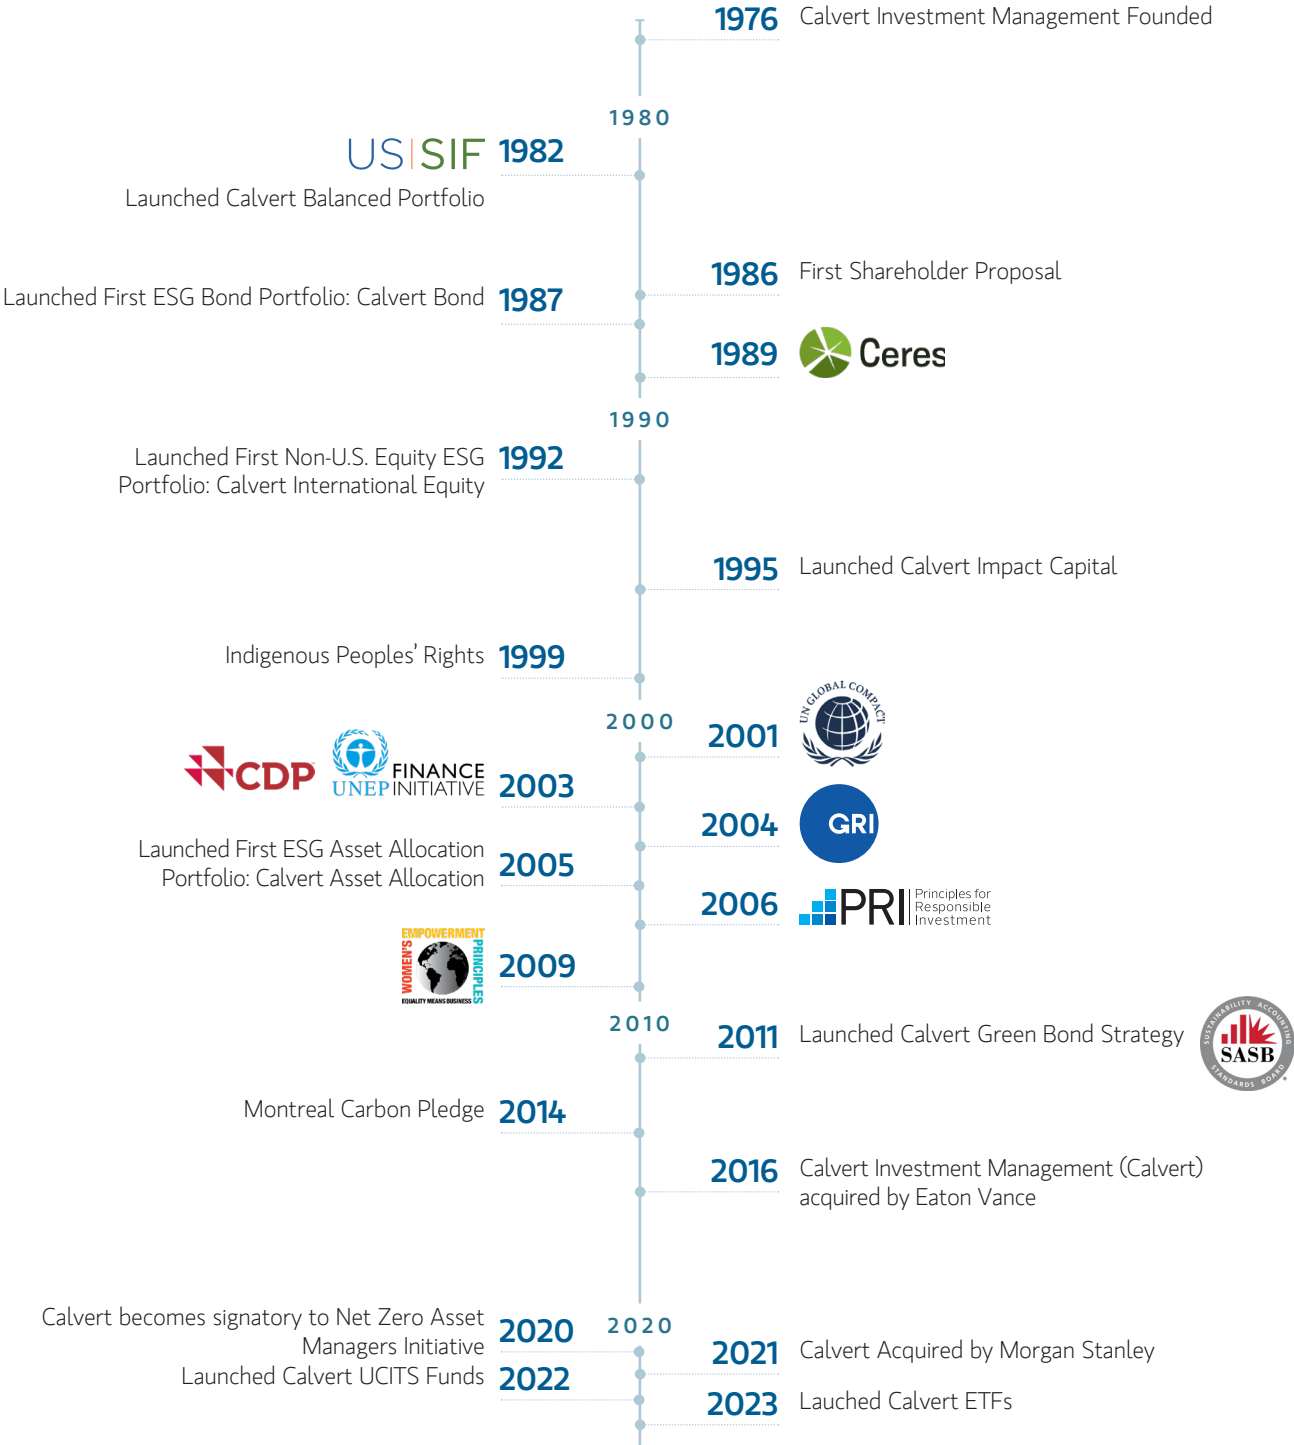 1976 Calvert Investment Management Founded
1980
US|SIF 1982
Launched Calvert Balanced Portfolio
1986 First Shareholder Proposal
Launched First ESG Bond Portfolio: Calvert Bond 1987
1989 Ceres
1990
Launched First Non-U.S. Equity ESG
Portfolio: Calvert International Equity
1992
1995 Launched Calvert Impact Capital
Indigenous Peoples’ Rights 1999
2000
2001
UN GLOBAL COMPACT
CDP
UNEP
FINANCE
INITIATIVE
2003
2004 GRI
Launched First ESG Asset Allocation
Portfolio: Calvert Asset Allocation
2005
2006
PRI
Principles for
Responsible
Investment
WOMEN'S
EMPOWERMENT
PRINCIPLES
EQUALITY MEANS BUSINESS
2009
2010
2011 Launched Calvert Green Bond Strategy
SUSTAINABILITY ACCOUNTING
SASB
STANDARDS BOARD
Montreal Carbon Pledge 2014
2016 Calvert Investment Management (Calvert)
acquired by Eaton Vance
Calvert becomes signatory to Net Zero Asset
Managers Initiative
2020
2020
2021 Calvert Acquired by Morgan Stanley
Launched Calvert UCITS Funds 2022
2023 Lauched Calvert ETFs